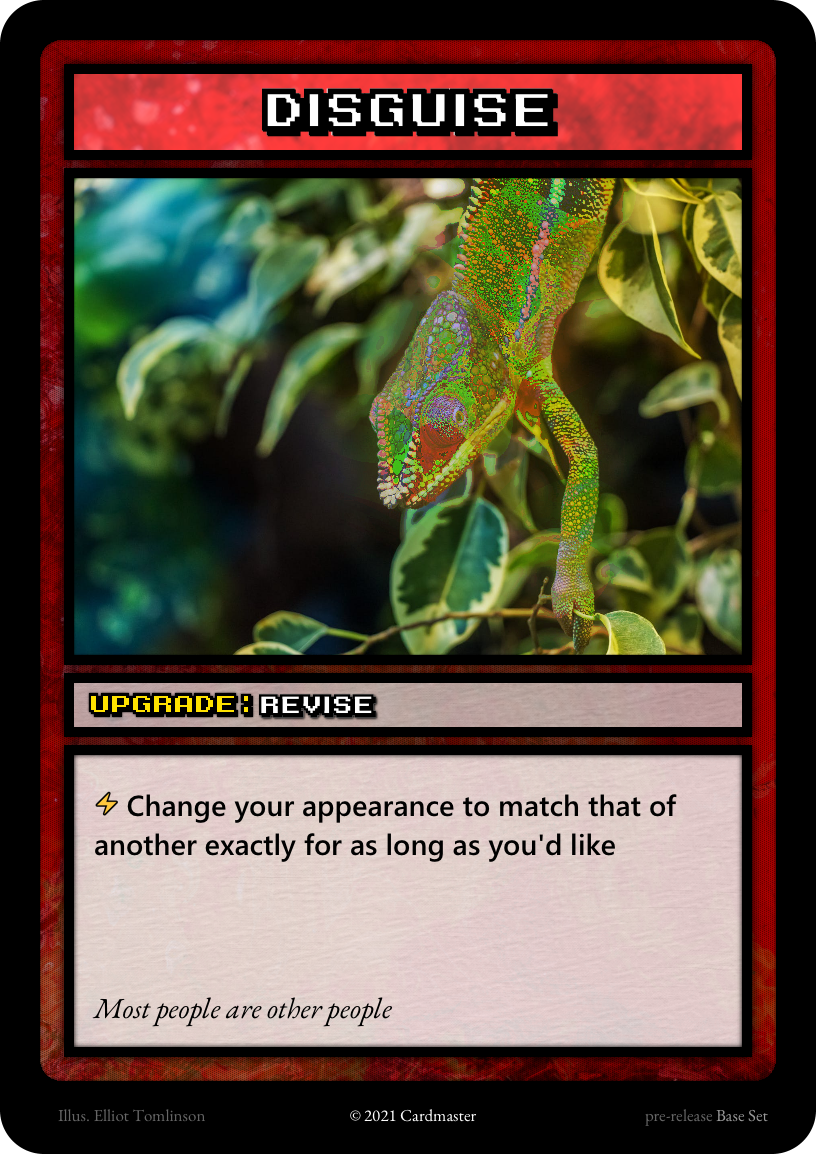 DISGUISE
UPGRADE: REVISE
⚡ Change your appearance to match that of
another exactly for as long as you'd like
Most people are other people
Illus. Elliot Tomlinson
© 2021 Cardmaster
pre-release Base Set